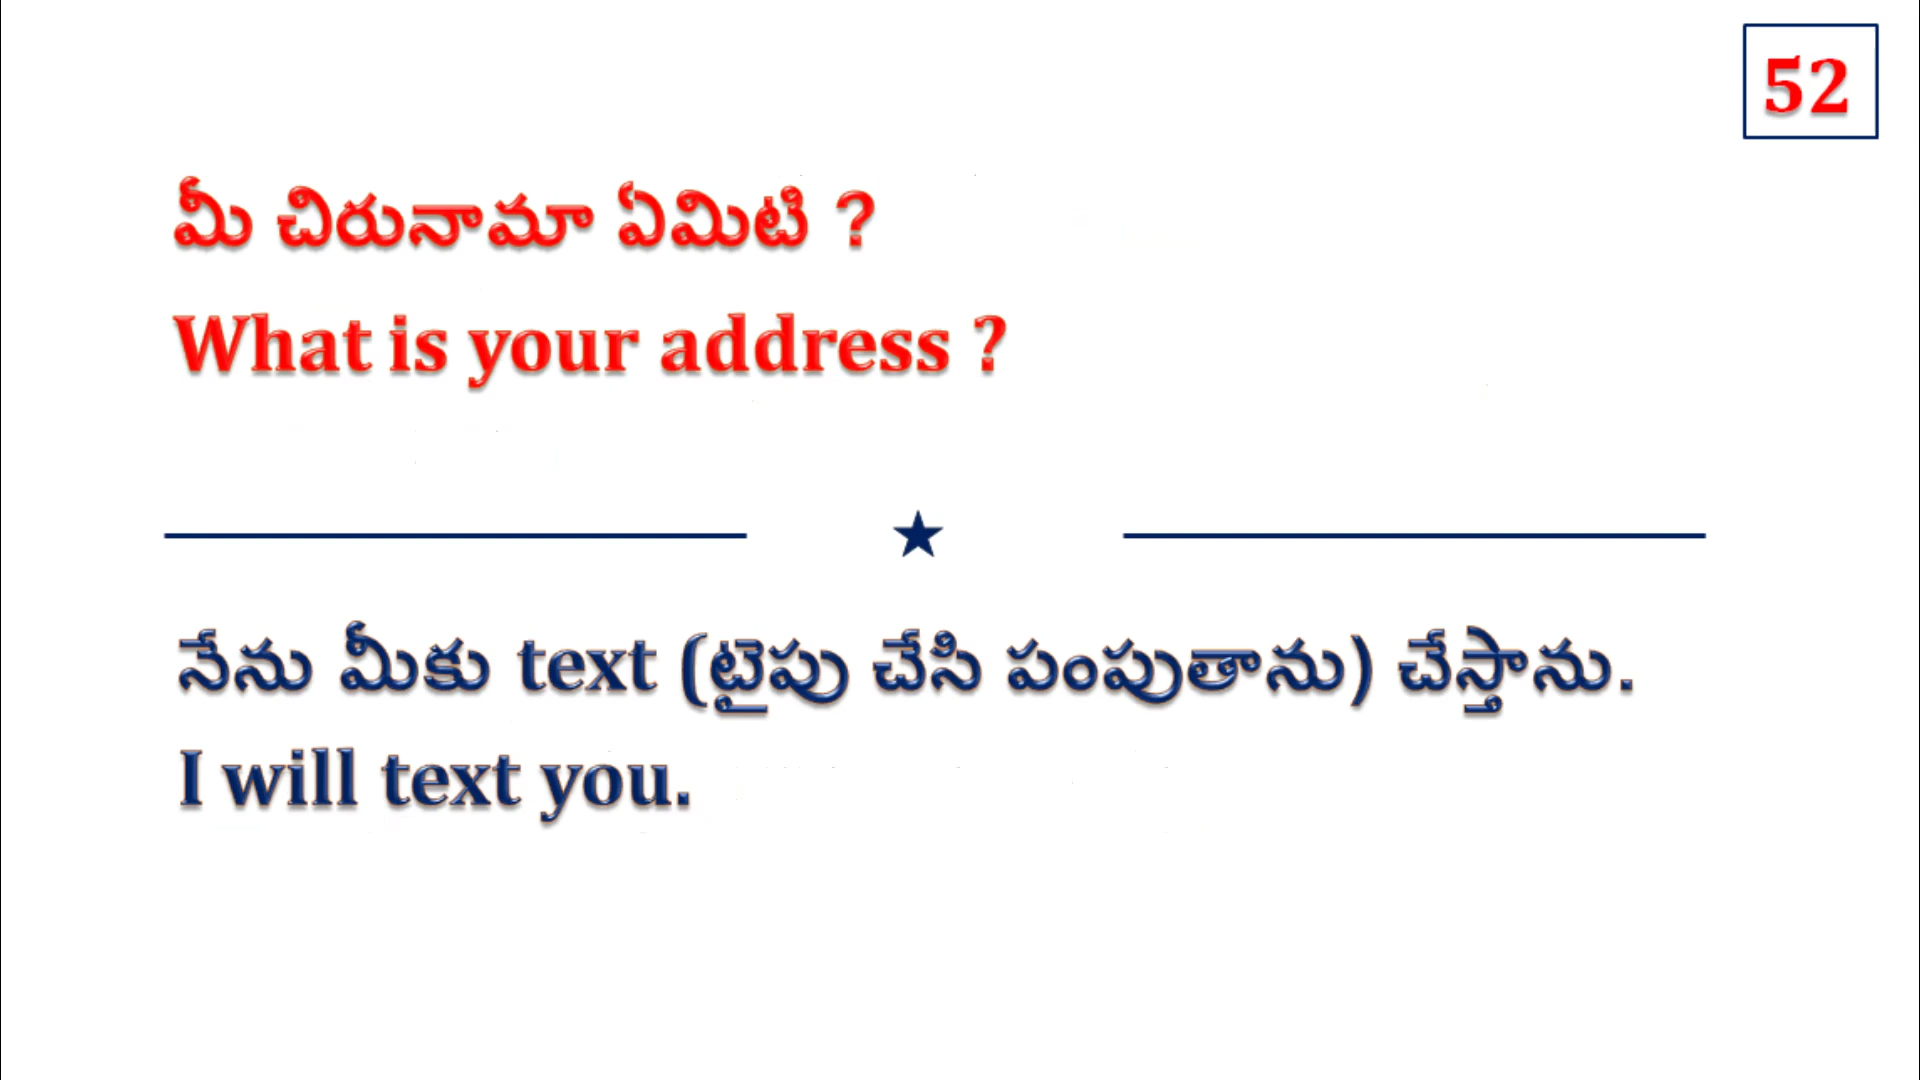 52
మీ చిరునామా ఏమిటి ?
What is your address ?
నేను మీకు text (టైపు చేసి పంపుతాను) చేస్తాను.
I will text you.